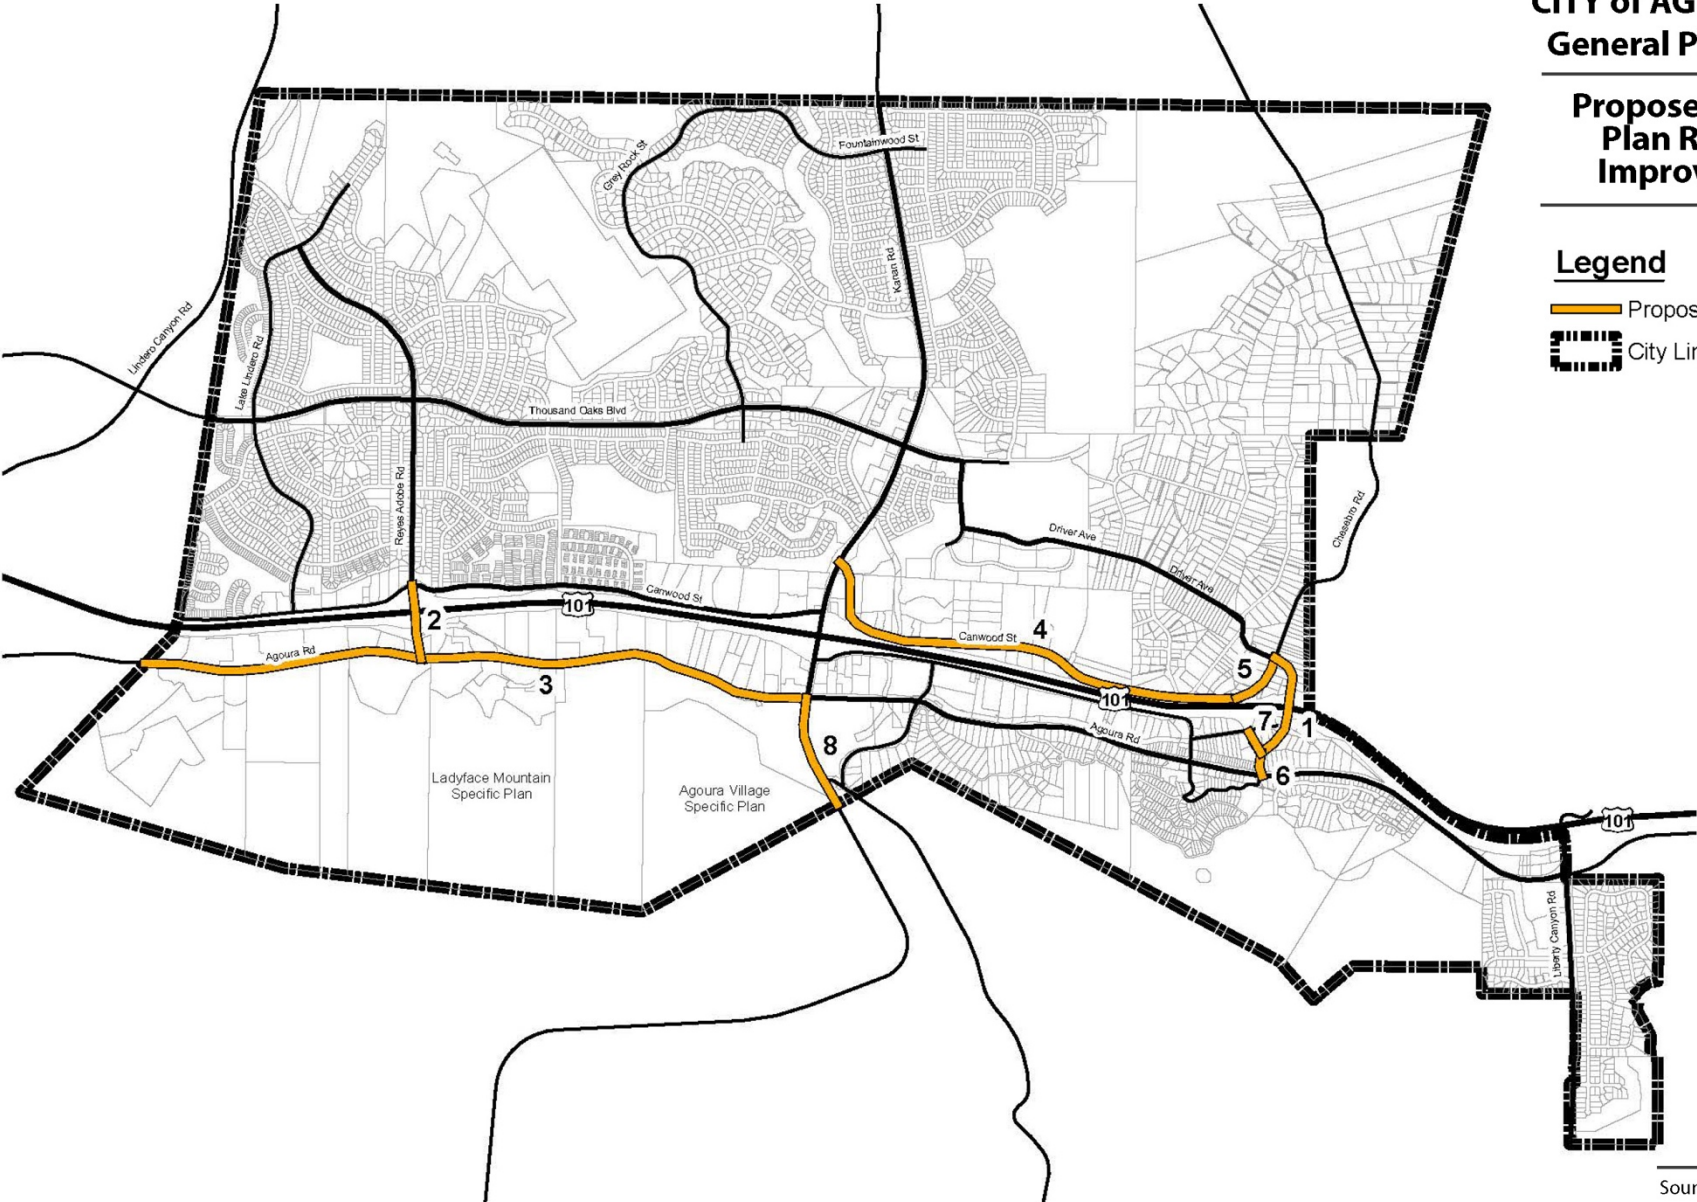 CITY of AG
General P
Propose
Plan R
Improv
Legend
Propos
City Lin
Fountainwood St
Grey Rock St
Kanan Rd
Lindero Canyon Rd
Lake Lindero Rd
Thousand Oaks Blvd
Reyes Adobe Rd
Chesebro Rd
Driver Ave
Driver Ave
Canwood St
101
2
Canwood St
4
Agoura Rd
3
5
101
7
1
Agoura Rd
8
6
Ladyface Mountain
Specific Plan
Agoura Village
Specific Plan
101
Liberty Canyon Rd
Sour